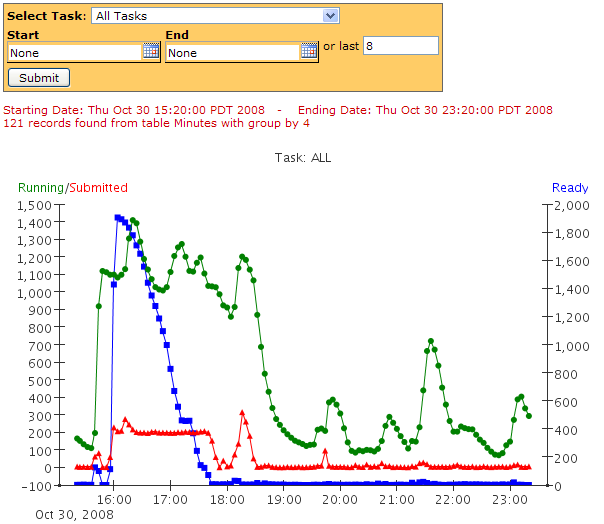 Select Task: All Tasks
Start End
None None or last 8
Submit
Starting Date: Thu Oct 30 15:20:00 PDT 2008 - Ending Date: Thu Oct 30 23:20:00 PDT 2008
121 records found from table Minutes with group by 4
Task: ALL
Running/Submitted Ready
1,500 2,000
1,400
1,300 1,800
1,200 1,600
1,100
1,000 1,400
900 1,200
800
700 1,000
600 800
500
400 600
300 400
200
100 200
0
-100 0
16:00 17:00 18:00 19:00 20:00 21:00 22:00 23:00
Oct 30, 2008